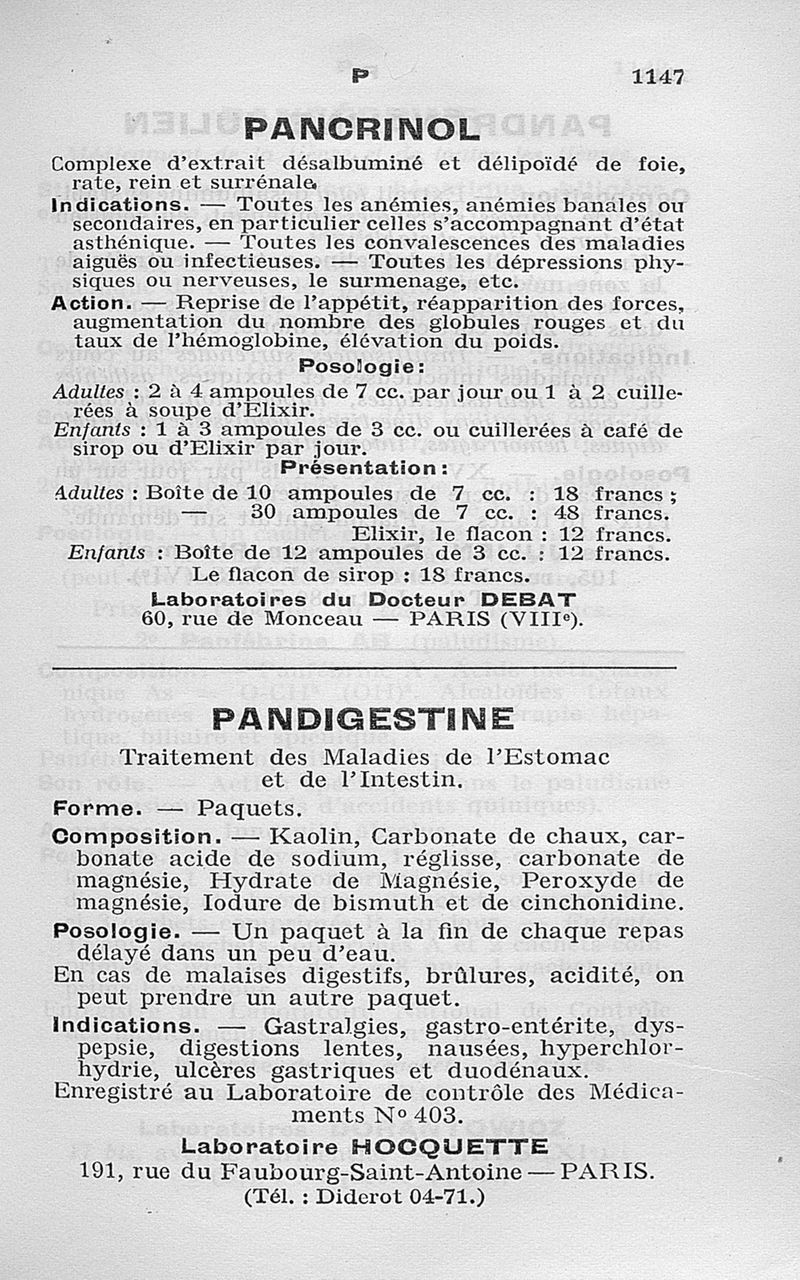 P 1147
PANCRINOL
Complexe d'extrait désalbuminé et délipoïdé de foie,
rate, rein et surrénale.
Indications. — Toutes les anémies, anémies banales ou
secondaires, en particulier celles s'accompagnant d'état
asthénique. — Toutes les convalescences des maladies
aiguës ou infectieuses. — Toutes les dépressions phy-
siques ou nerveuses, le surmenage, etc.
Action. — Reprise de l'appétit, réapparition des forces,
augmentation du nombre des globules rouges et du
taux de l'hémoglobine, élévation du poids.
Posologie:
Adultes : 2 à 4 ampoules de 7 cc. par jour ou 1 à 2 cuille-
rées à soupe d'Elixir.
Enfants : 1 à 3 ampoules de 3 cc. ou cuillerées à café de
sirop ou d'Elixir par jour.
Présentation:
Adultes : Boîte de 10 ampoules de 7 cc. : 18 francs ;
— 30 ampoules de 7 cc. : 48 francs.
Elixir, le flacon : 12 francs.
Enfants : Boîte de 12 ampoules de 3 cc. : 12 francs.
Le flacon de sirop : 18 francs.
Laboratoires du Docteur DEBAT
60, rue de Monceau — PARIS (VIIIe).
PANDIGESTINE
Traitement des Maladies de l'Estomac
et de l'Intestin.
Forme. — Paquets.
Composition. — Kaolin, Carbonate de chaux, car-
bonate acide de sodium, réglisse, carbonate de
magnésie, Hydrate de Magnésie, Peroxyde de
magnésie, Iodure de bismuth et de cinchonidine.
Posologie. — Un paquet à la fin de chaque repas
délayé dans un peu d'eau.
En cas de malaises digestifs, brûlures, acidité, on
peut prendre un autre paquet.
Indications. — Gastralgies, gastro-entérite, dys-
pepsie, digestions lentes, nausées, hyperchlor-
hydrie, ulcères gastriques et duodénaux.
Enregistré au Laboratoire de contrôle des Médica-
ments No 403.
Laboratoire HOCQUETTE
191, rue du Faubourg-Saint-Antoine — PARIS.
(Tél. : Diderot 04-71.)